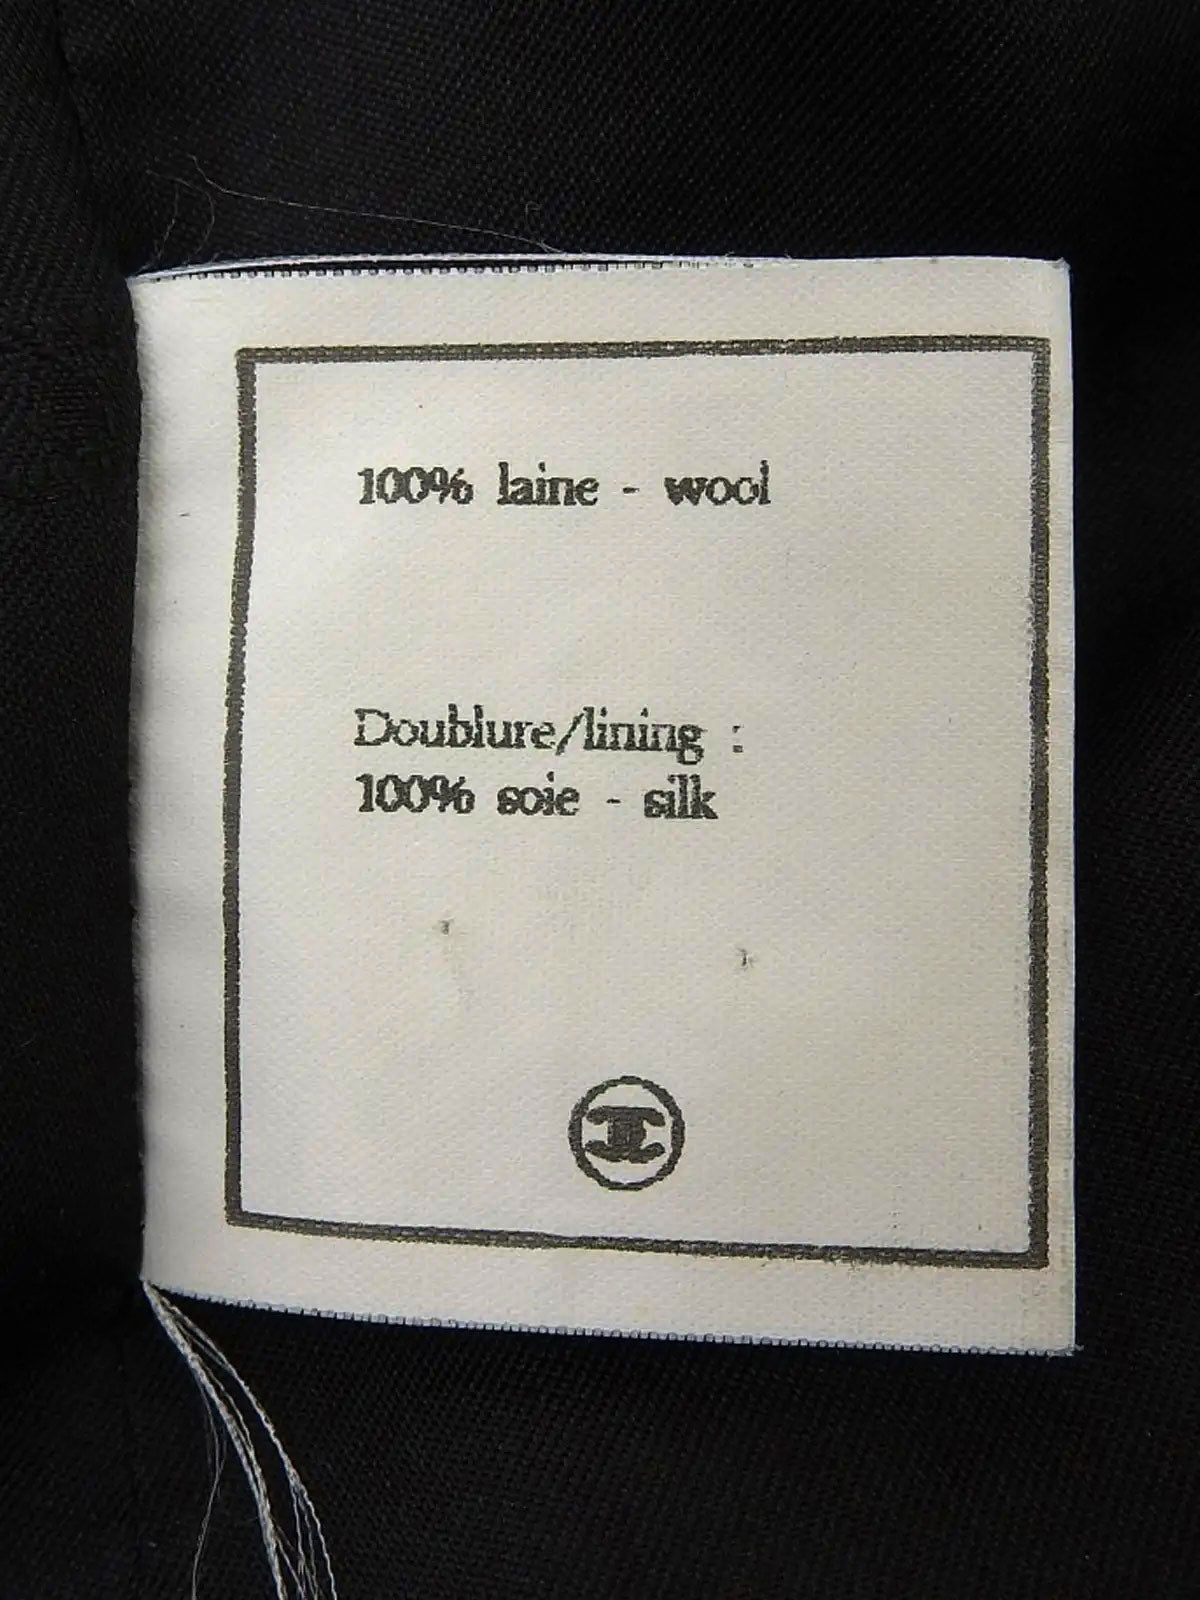 100% laine - wool
Doublure/lining :
100% soie - silk